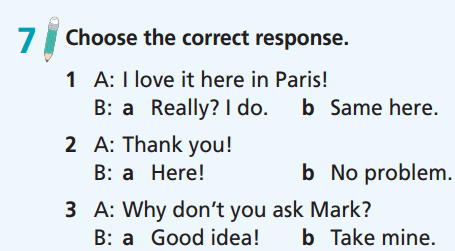 7 Choose the correct response.
1 A: I love it here in Paris!
B: a Really? I do. b Same here.
2 A: Thank you!
B: a Here! b No problem.
3 A: Why don't you ask Mark?
B: a Good idea! b Take mine.